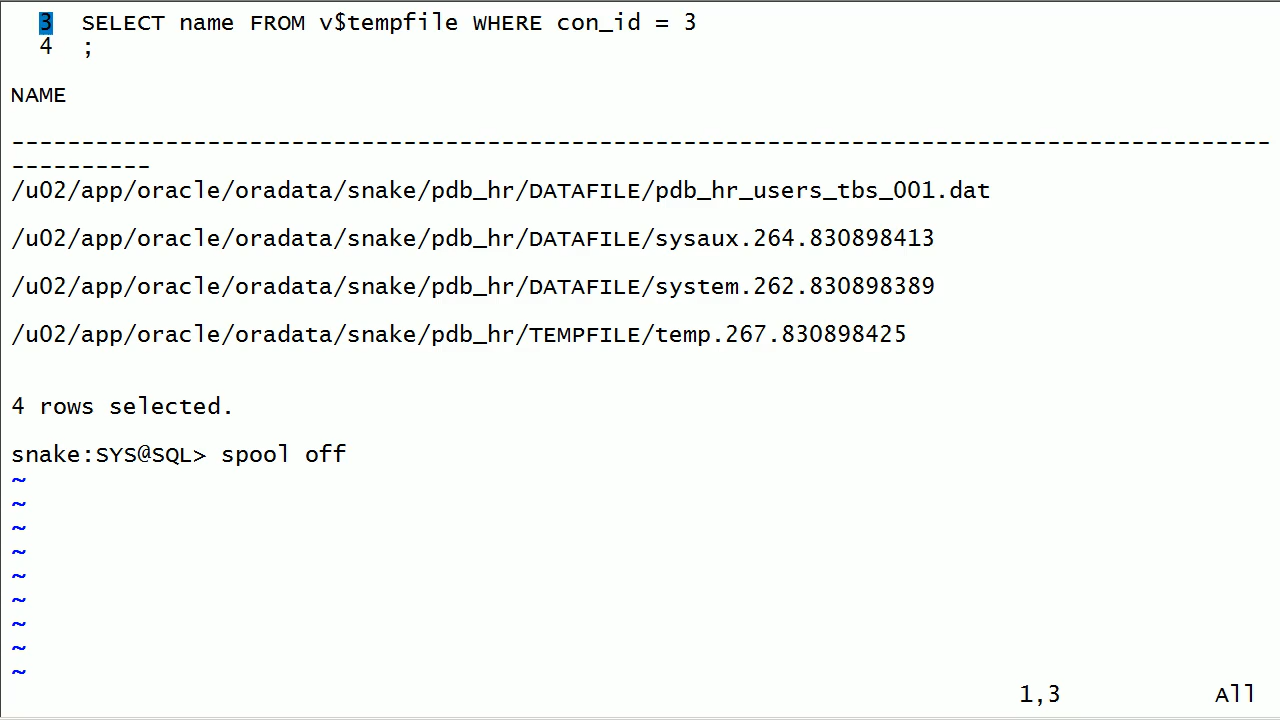 3 SELECT name FROM v$tempfile WHERE con_id = 3
4 ;
NAME
------------------------------------------------------------------------------------------
----------
/u02/app/oracle/oradata/snake/pdb_hr/DATAFILE/pdb_hr_users_tbs_001.dat
/u02/app/oracle/oradata/snake/pdb_hr/DATAFILE/sysaux.264.830898413
/u02/app/oracle/oradata/snake/pdb_hr/DATAFILE/system.262.830898389
/u02/app/oracle/oradata/snake/pdb_hr/TEMPFILE/temp.267.830898425
4 rows selected.
snake:SYS@SQL> spool off
~
~
~
~
~
~
~
~
~
1,3 All